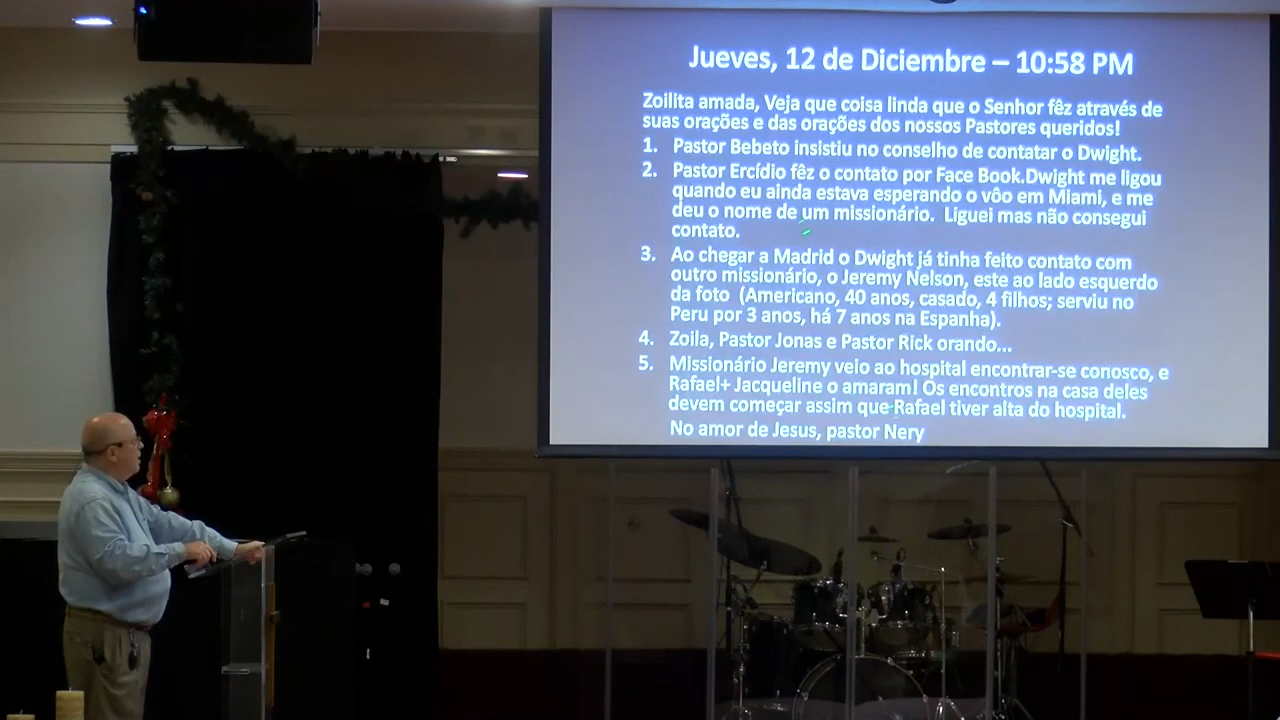 Jueves, 12 de Diciembre – 10:58 PM
Zoilita amada, Veja que coisa linda que o Senhor fêz através de
suas orações e das orações dos nossos Pastores queridos!
1. Pastor Bebeto insistiu no conselho de contatar o Dwight.
2. Pastor Ercídio fêz o contato por Face Book.Dwight me ligou
quando eu ainda estava esperando o vôo em Miami, e me
deu o nome de um missionário. Liguei mas não consegui
contato.
3. Ao chegar a Madrid o Dwight já tinha feito contato com
outro missionário, o Jeremy Nelson, este ao lado esquerdo
da foto (Americano, 40 anos, casado, 4 filhos; serviu no
Peru por 3 anos, há 7 anos na Espanha).
4. Zoila, Pastor Jonas e Pastor Rick orando...
5. Missionário Jeremy veio ao hospital encontrar-se conosco, e
Rafael+ Jacqueline o amaram! Os encontros na casa deles
devem começar assim que Rafael tiver alta do hospital.
No amor de Jesus, pastor Nery